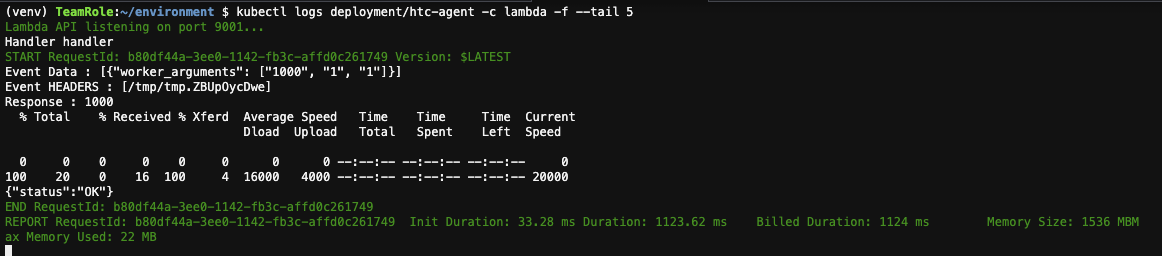 (venv) TeamRole:~/environment $ kubectl logs deployment/htc-agent -c lambda -f --tail 5
Lambda API listening on port 9001...
Handler handler
START RequestId: b80df44a-3ee0-1142-fb3c-affd0c261749 Version: $LATEST
Event Data : [{"worker_arguments": ["1000", "1", "1"]}]
Event HEADERS : [/tmp/tmp.ZBUpOycDwe]
Response : 1000
  % Total    % Received % Xferd  Average Speed   Time    Time     Time  Current
                                 Dload  Upload   Total   Spent    Left  Speed
  0     0    0     0    0     0      0      0 --:--:-- --:--:-- --:--:--     0
100    20    0    16  100     4  16000   4000 --:--:-- --:--:-- --:--:-- 20000
{"status":"OK"}
END RequestId: b80df44a-3ee0-1142-fb3c-affd0c261749
REPORT RequestId: b80df44a-3ee0-1142-fb3c-affd0c261749  Init Duration: 33.28 ms Duration: 1123.62 ms    Billed Duration: 1124 ms        Memory Size: 1536 MBM
ax Memory Used: 22 MB